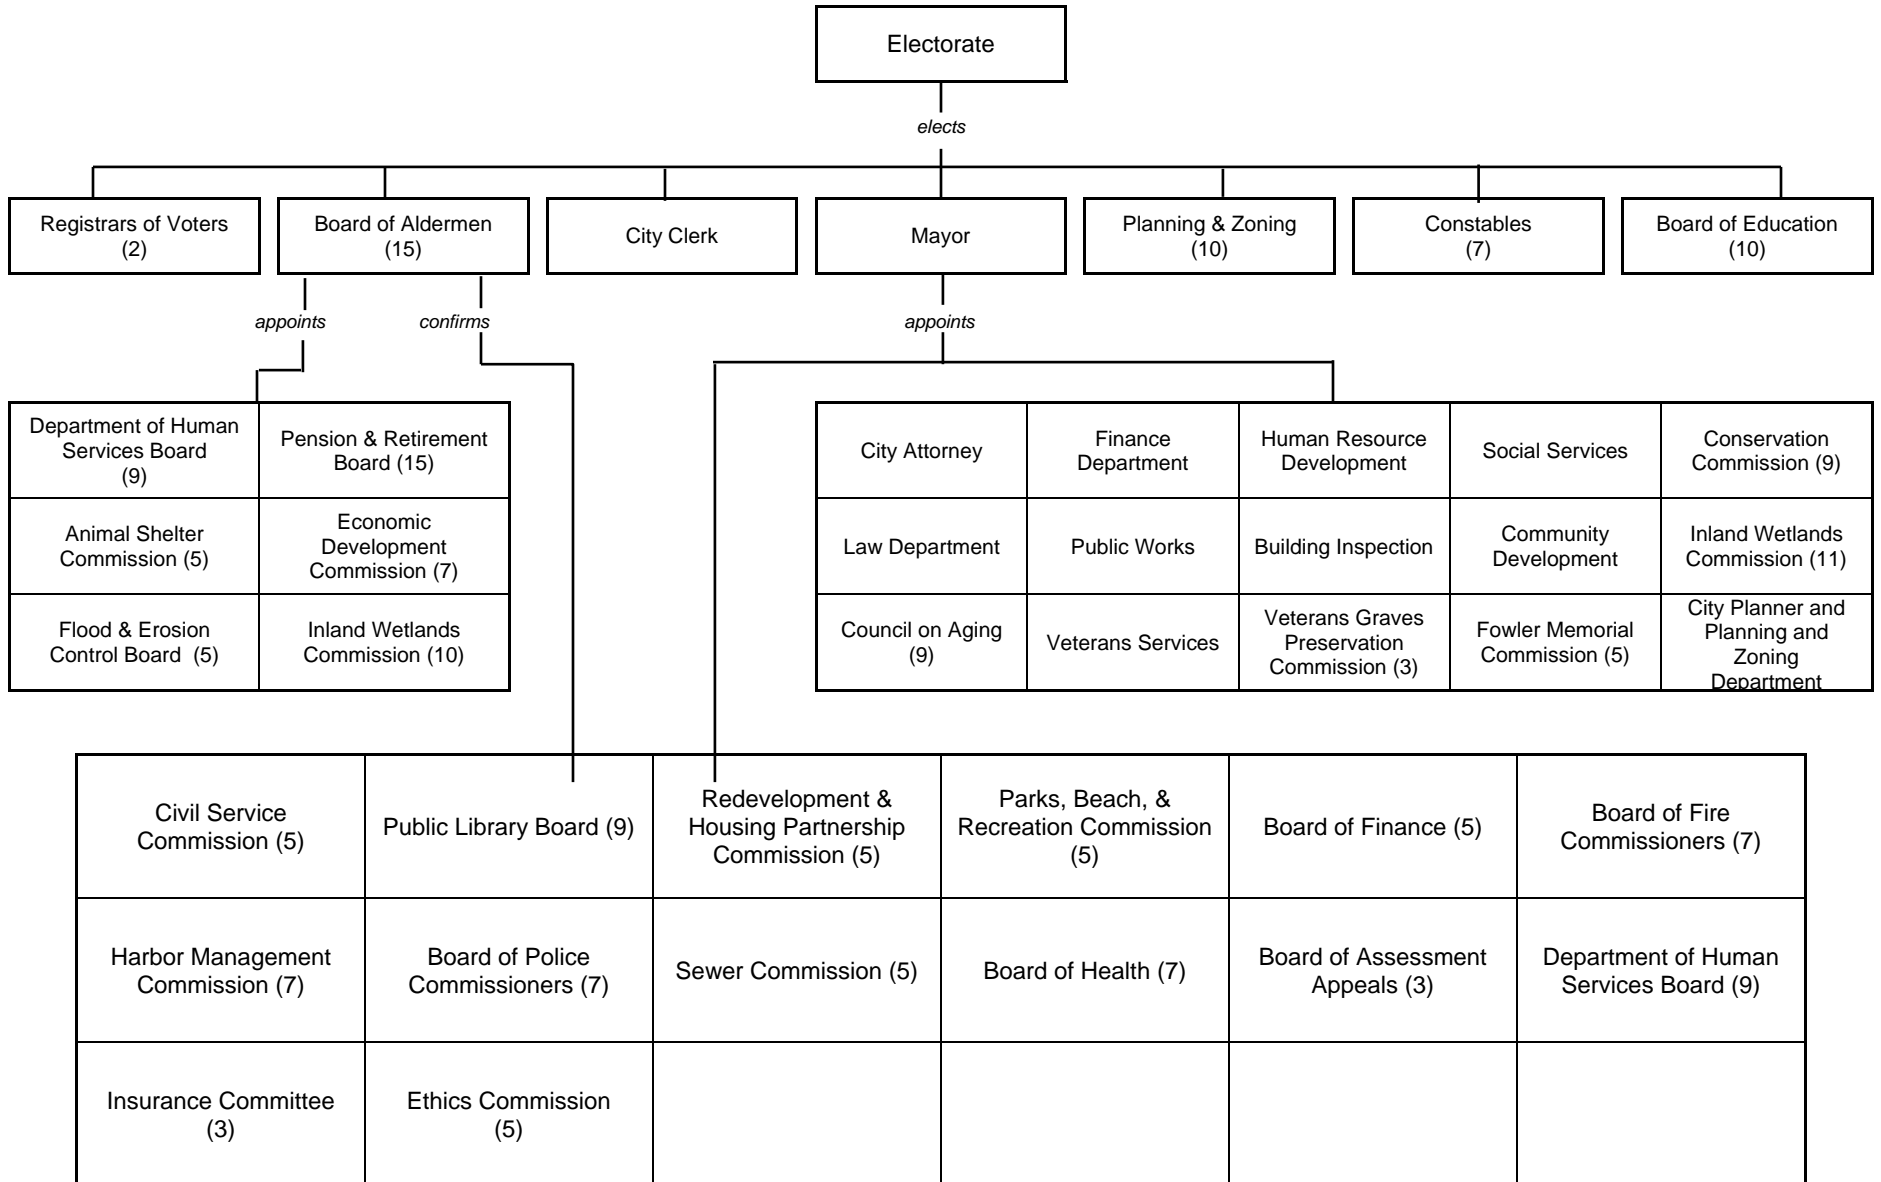 Electorate
elects
Registrars of Voters
(2)
Board of Aldermen
(15)
City Clerk
Mayor
Planning & Zoning
(10)
Constables
(7)
Board of Education
(10)
appoints
confirms
appoints
Department of Human
Services Board
(9)
Pension & Retirement
Board (15)
Animal Shelter
Commission (5)
Economic
Development
Commission (7)
Flood & Erosion
Control Board (5)
Inland Wetlands
Commission (10)
City Attorney
Finance
Department
Human Resource
Development
Social Services
Conservation
Commission (9)
Law Department
Public Works
Building Inspection
Community
Development
Inland Wetlands
Commission (11)
Council on Aging
(9)
Veterans Services
Veterans Graves
Preservation
Commission (3)
Fowler Memorial
Commission (5)
City Planner and
Planning and
Zoning
Department
Civil Service
Commission (5)
Public Library Board (9)
Redevelopment &
Housing Partnership
Commission (5)
Parks, Beach, &
Recreation Commission
(5)
Board of Finance (5)
Board of Fire
Commissioners (7)
Harbor Management
Commission (7)
Board of Police
Commissioners (7)
Sewer Commission (5)
Board of Health (7)
Board of Assessment
Appeals (3)
Department of Human
Services Board (9)
Insurance Committee
(3)
Ethics Commission
(5)